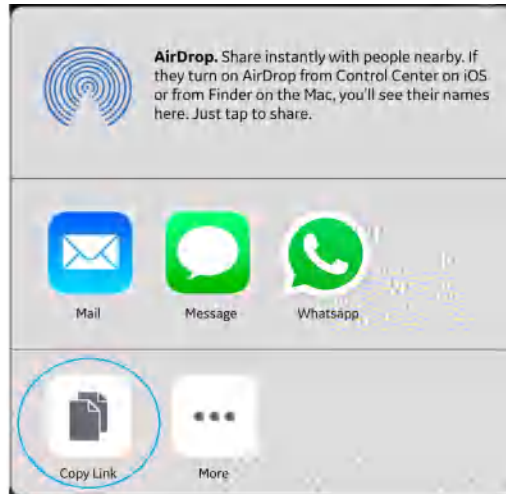 AirDrop. Share instantly with people nearby. If
they turn on AirDrop from Control Center on iOS
or from Finder on the Mac, you'll see their names
here. Just tap to share.
Mail Message Whatsapp
Copy Link More